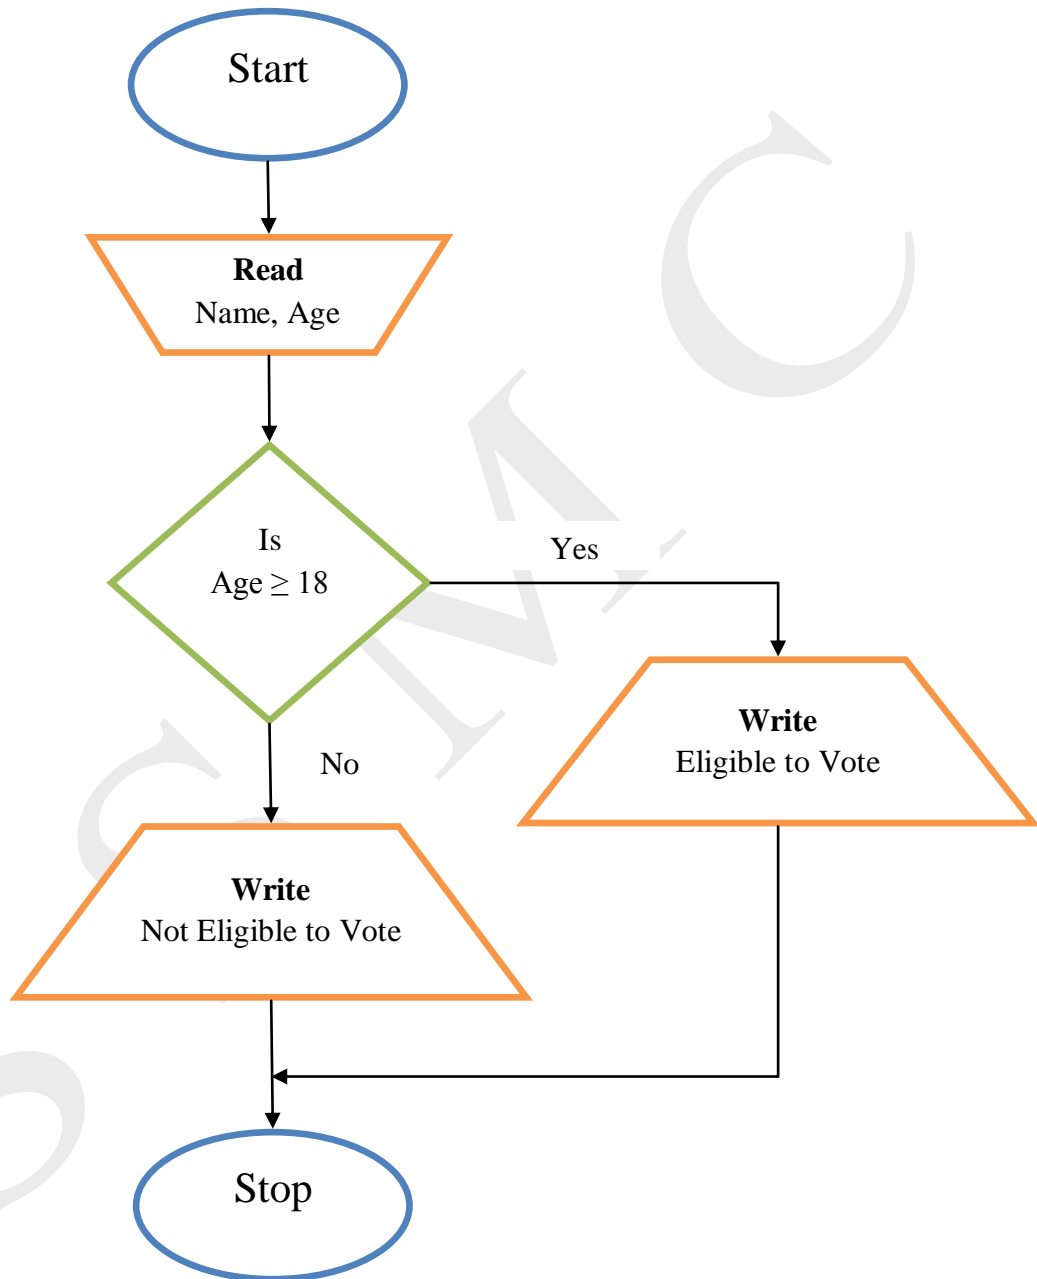 Start
Read
Name, Age
Is
Age ≥ 18
Yes
No
Write
Eligible to Vote
Write
Not Eligible to Vote
Stop
S S M C